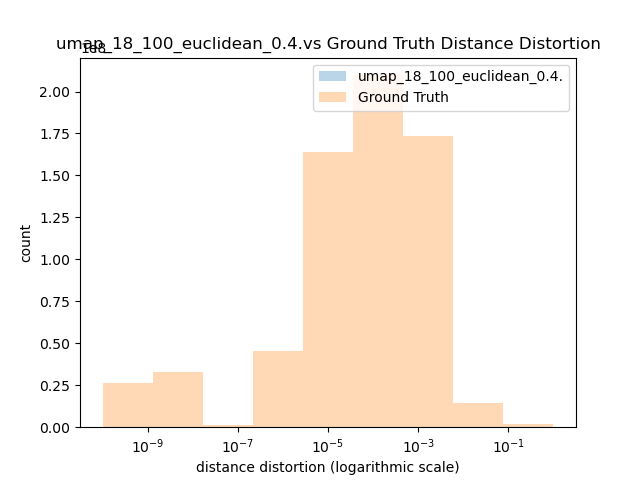 umap_18_100_euclidean_0.4.vs Ground Truth Distance Distortion
1e8
umap_18_100_euclidean_0.4.
Ground Truth
2.00
1.75
1.50
1.25
1.00
0.75
0.50
0.25
0.00
count
10⁻⁹ 10⁻⁷ 10⁻⁵ 10⁻³ 10⁻¹
distance distortion (logarithmic scale)